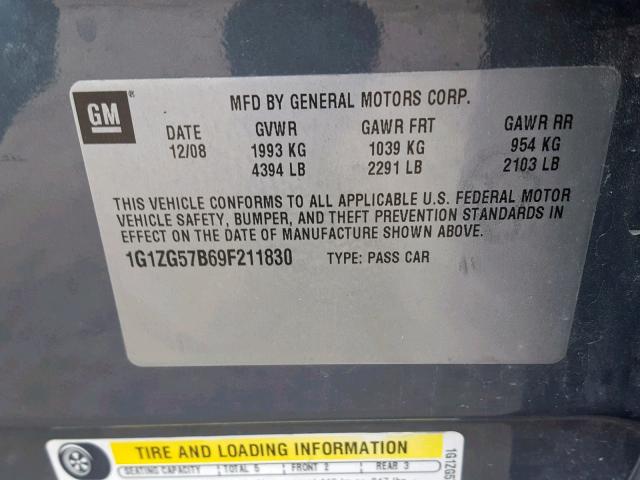 GM ®
MFD BY GENERAL MOTORS CORP.
DATE GVWR GAWR FRT GAWR RR
12/08 1993 KG 1039 KG 954 KG
4394 LB 2291 LB 2103 LB
THIS VEHICLE CONFORMS TO ALL APPLICABLE U.S. FEDERAL MOTOR
VEHICLE SAFETY, BUMPER, AND THEFT PREVENTION STANDARDS IN
EFFECT ON THE DATE OF MANUFACTURE SHOWN ABOVE.
1G1ZG57B69F211830 TYPE: PASS CAR
TIRE AND LOADING INFORMATION
SEATING CAPACITY TOTAL 5 FRONT 2 REAR 3
1G1ZG5